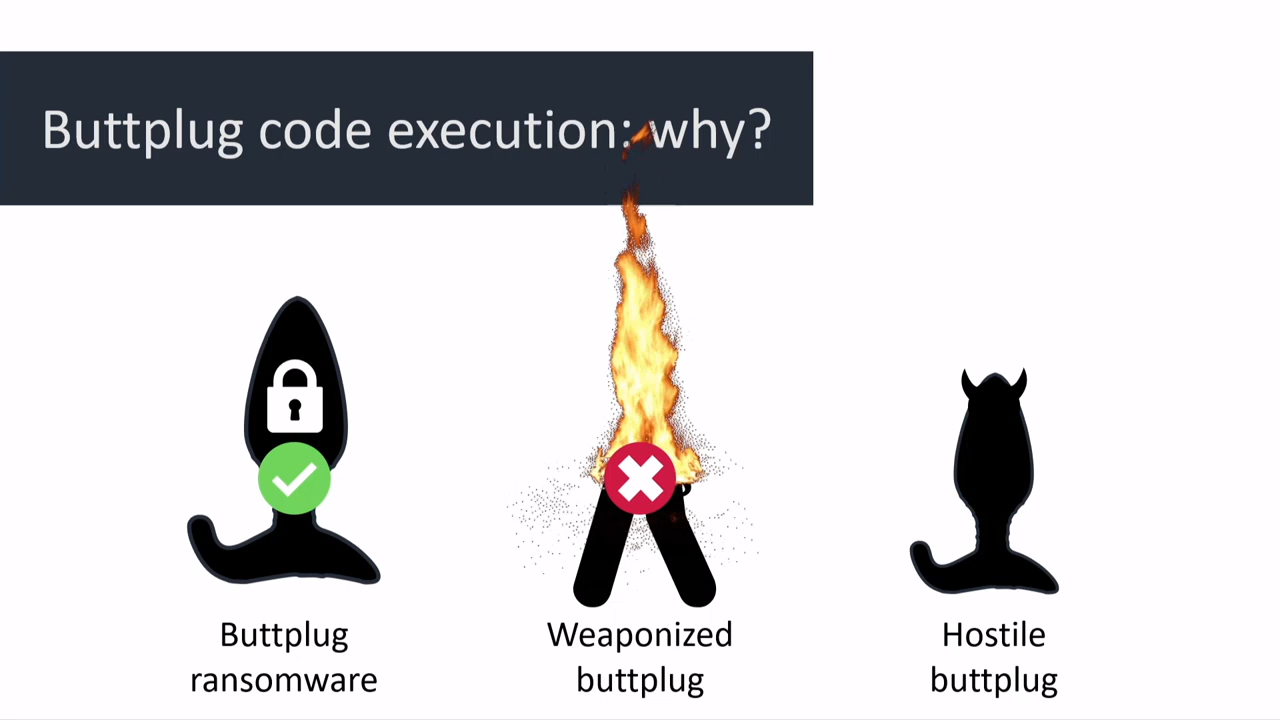 Buttplug code execution: why?
Buttplug
ransomware
Weaponized
buttplug
Hostile
buttplug